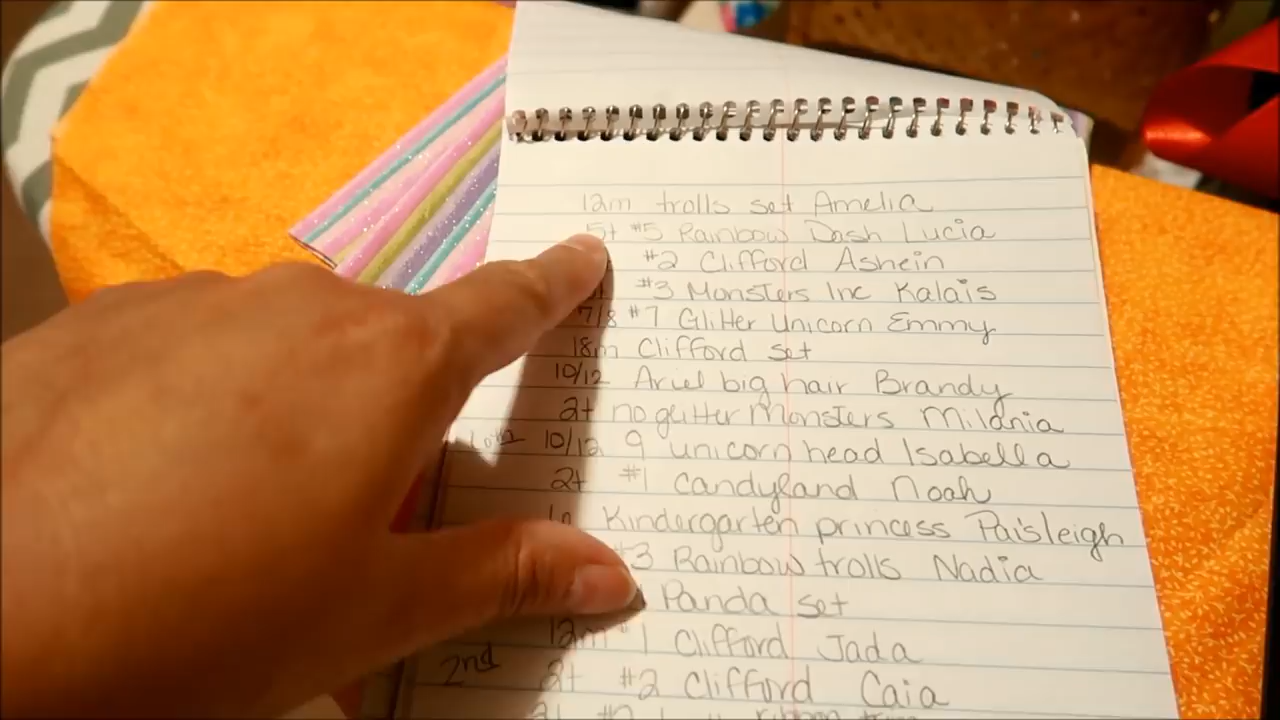 12m trolls set Amelia
5t #5 Rainbow Dash Lucia
#2 Clifford Ashein
#3 Monsters Inc Kalais
7/8 #7 Glitter Unicorn Emmy
18m Clifford set
10/12 Ariel big hair Brandy
2t no glitter Monsters Milania
10/12 9 unicorn head Isabella
2t #1 Candyland Noah
Kindergarten princess Paisleigh
#3 Rainbow trolls Nadia
Panda set
12m #1 Clifford Jada
2nd 2t #2 Clifford Caia